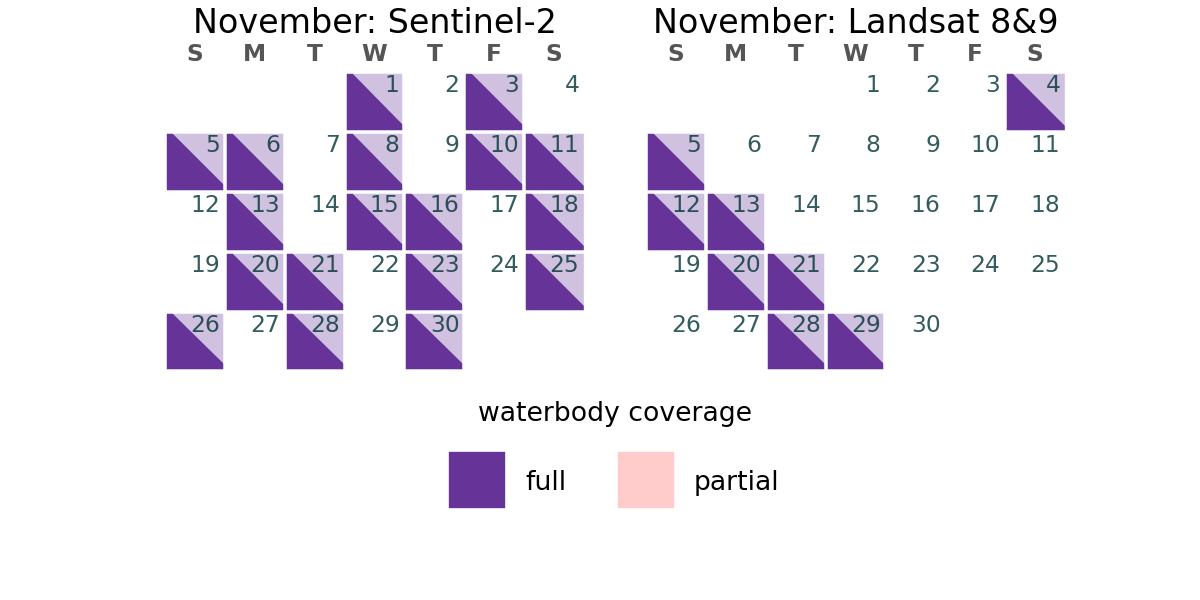 November: Sentinel-2
S M T W T F S
1 2 3 4
5 6 7 8 9 10 11
12 13 14 15 16 17 18
19 20 21 22 23 24 25
26 27 28 29 30
November: Landsat 8&9
S M T W T F S
1 2 3 4
5 6 7 8 9 10 11
12 13 14 15 16 17 18
19 20 21 22 23 24 25
26 27 28 29 30
waterbody coverage
full partial